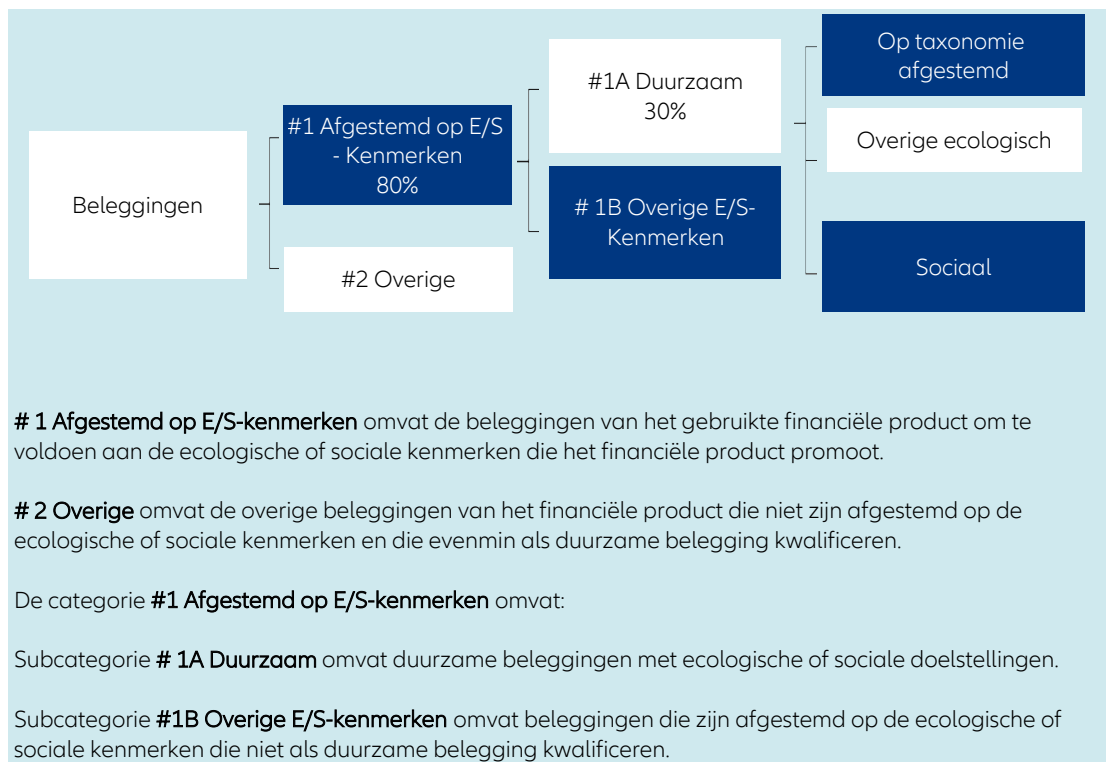 Beleggingen
#1 Afgestemd op E/S
- Kenmerken
80%
#2 Overige
#1A Duurzaam
30%
# 1B Overige E/S-
Kenmerken
Op taxonomie
afgestemd
Overige ecologisch
Sociaal
# 1 Afgestemd op E/S-kenmerken omvat de beleggingen van het gebruikte financiële product om te
voldoen aan de ecologische of sociale kenmerken die het financiële product promoot.
# 2 Overige omvat de overige beleggingen van het financiële product die niet zijn afgestemd op de
ecologische of sociale kenmerken en die evenmin als duurzame belegging kwalificeren.
De categorie #1 Afgestemd op E/S-kenmerken omvat:
Subcategorie # 1A Duurzaam omvat duurzame beleggingen met ecologische of sociale doelstellingen.
Subcategorie #1B Overige E/S-kenmerken omvat beleggingen die zijn afgestemd op de ecologische of
sociale kenmerken die niet als duurzame belegging kwalificeren.